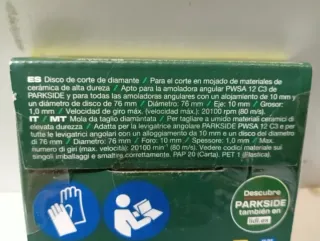 ES Disco de corte de diamante / Para el corte en mojado de materiales de
cerámica de alta dureza / Apto para la amoladora angular PWSA 12 C3 de
PARKSIDE y para todas las amoladoras angulares con un alojamiento de 10 mm y
un diámetro de disco de 76 mm / Diámetro: 76 mm / Eje: 10 mm / Grosor:
1,0 mm / Velocidad de giro máx. (velocidad máx.): 20100 rpm (80 m/s).
IT / MT Mola da taglio diamantata / Per tagliare a umido materiali ceramici di
elevata durezza / Adatta per la levigatrice angolare PARKSIDE PWSA 12 C3 e per
tutte le levigatrici angolari con un alloggiamento da 10 mm e un diametro del
disco di 76 mm / Diametro: 76 mm / Foro: 10 mm / Spessore: 1,0 mm / Max.
numero di giri (max. velocità): 20100 min⁻¹ (80 m/s). Vedere codici materiali sui
singoli imballaggi e smaltire correttamente. PAP 20 (Carta), PET 1 (Plastica).
Descubre
PARKSIDE
también en
lidl.es